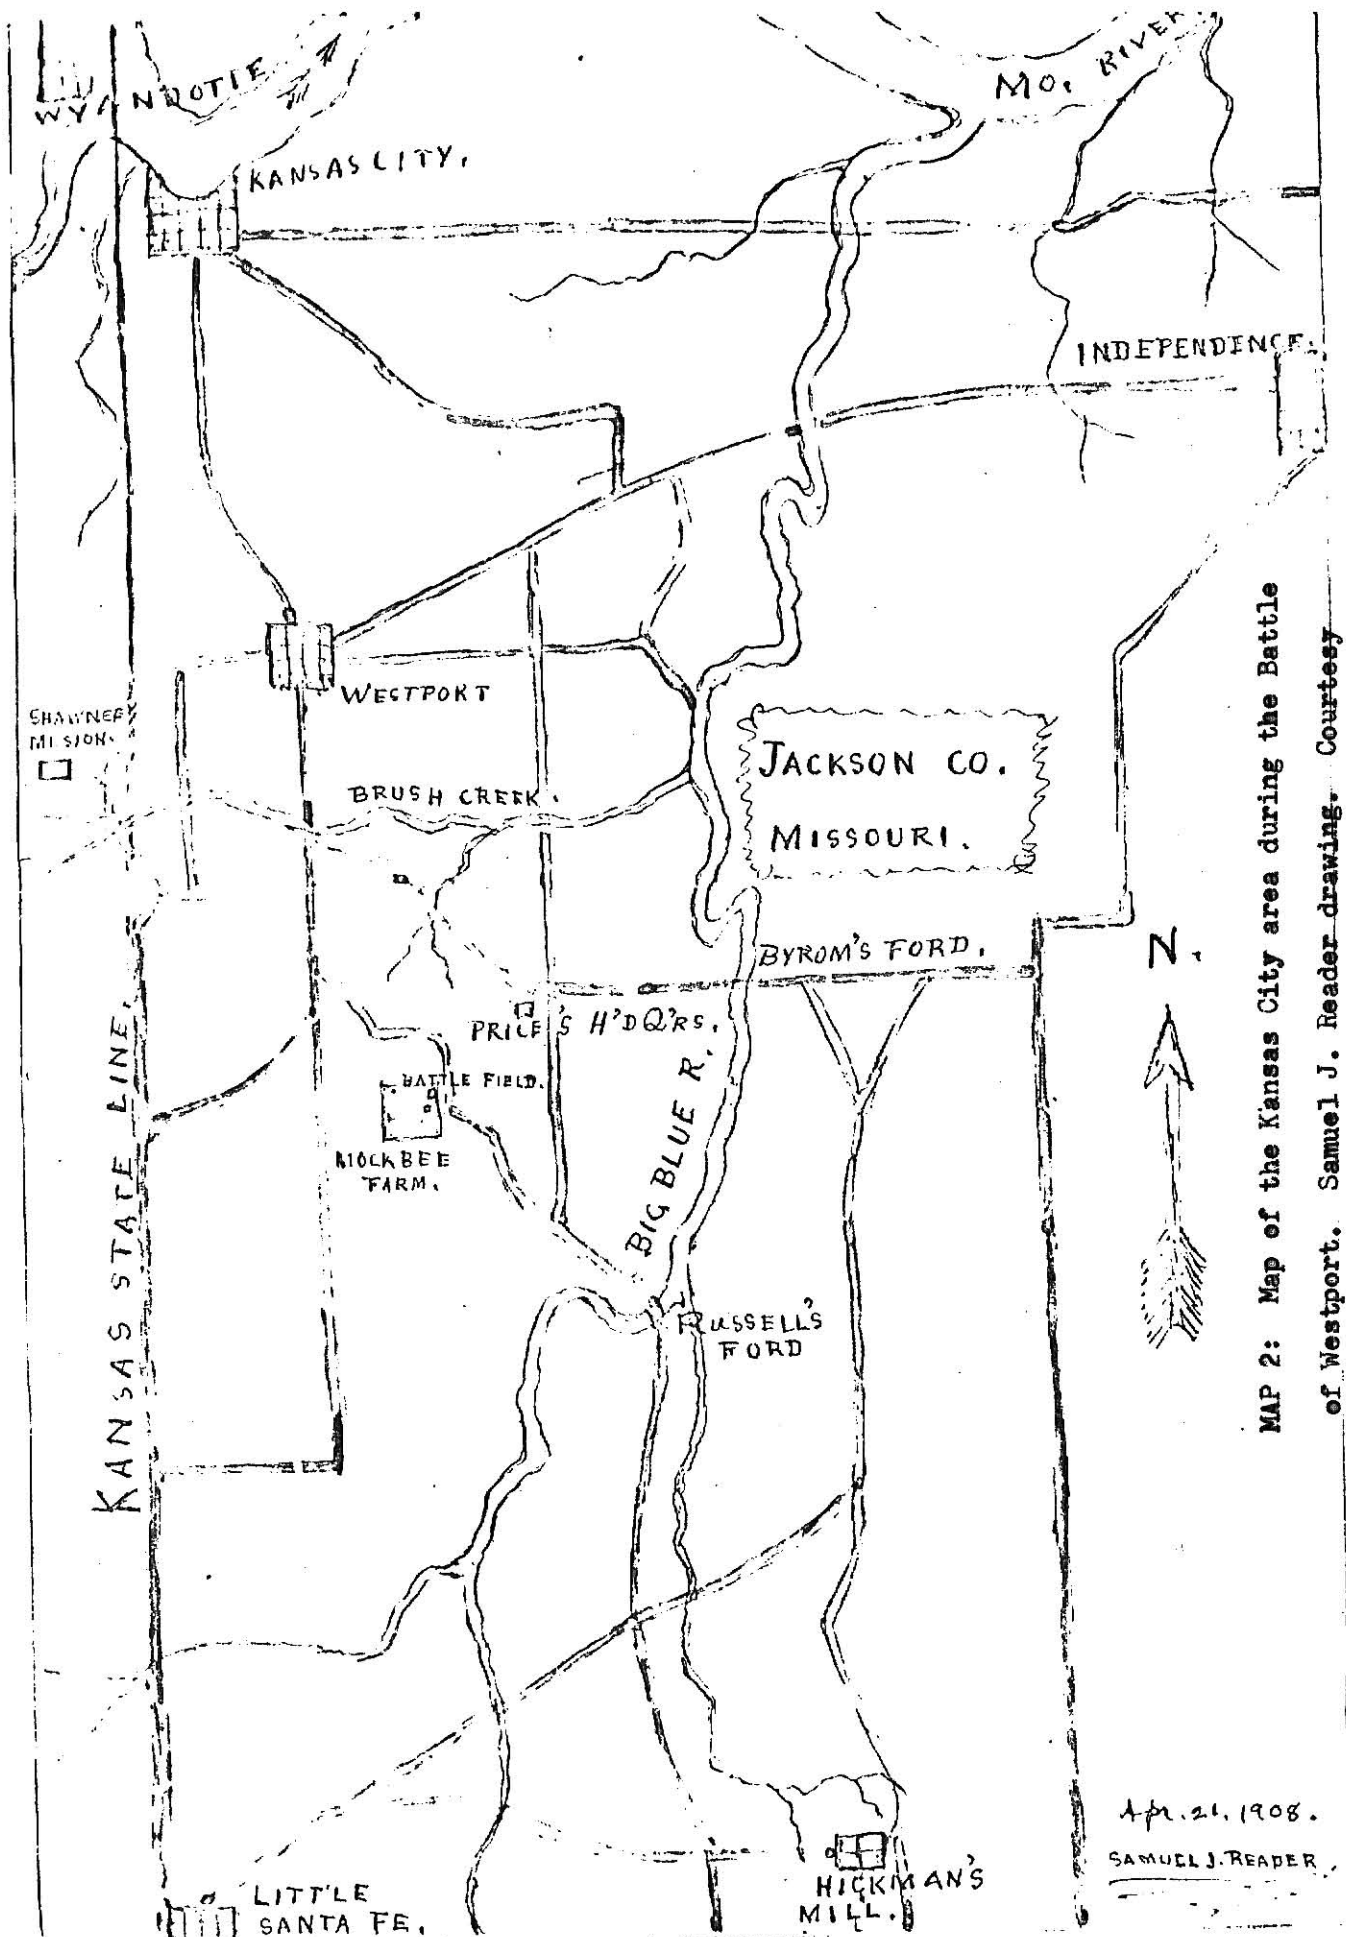 WYANDOTTE
MO. RIVER
KANSAS CITY.
INDEPENDENCE.
WESTPORT
SHAWNEE
MISION.
JACKSON CO.
MISSOURI.
BRUSH CREEK.
BYROM'S FORD.
N.
PRICE'S H'DQ'RS.
BATTLE FIELD.
MOCKBEE
FARM.
BIG BLUE R.
KANSAS STATE LINE.
RUSSELL'S
FORD
LITTLE
SANTA FE.
HICKMAN'S
MILL.
Apr. 21, 1908.
SAMUEL J. READER.
MAP 2: Map of the Kansas City area during the Battle
of Westport. Samuel J. Reader drawing. Courtesy